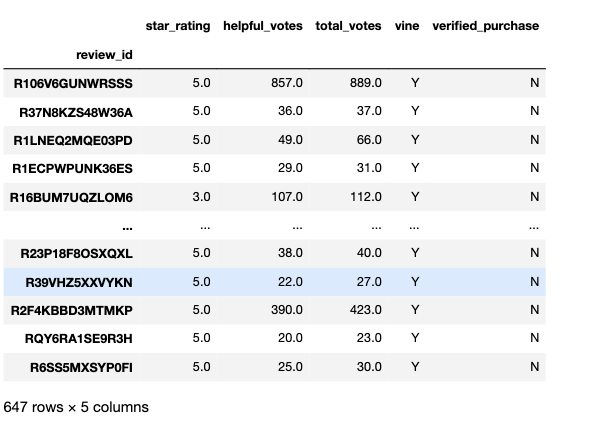 star_rating helpful_votes total_votes vine verified_purchase
review_id
R106V6GUNWRSSS 5.0 857.0 889.0 Y N
R37N8KZS48W36A 5.0 36.0 37.0 Y N
R1LNEQ2MQE03PD 5.0 49.0 66.0 Y N
R1ECPWPUNK36ES 5.0 29.0 31.0 Y N
R16BUM7UQZLOM6 3.0 107.0 112.0 Y N
... ... ... ... ... ...
R23P18F8OSXQXL 5.0 38.0 40.0 Y N
R39VHZ5XXVYKN 5.0 22.0 27.0 Y N
R2F4KBBD3MTMKP 5.0 390.0 423.0 Y N
RQY6RA1SE9R3H 5.0 20.0 23.0 Y N
R6SS5MXSYP0FI 5.0 25.0 30.0 Y N
647 rows × 5 columns